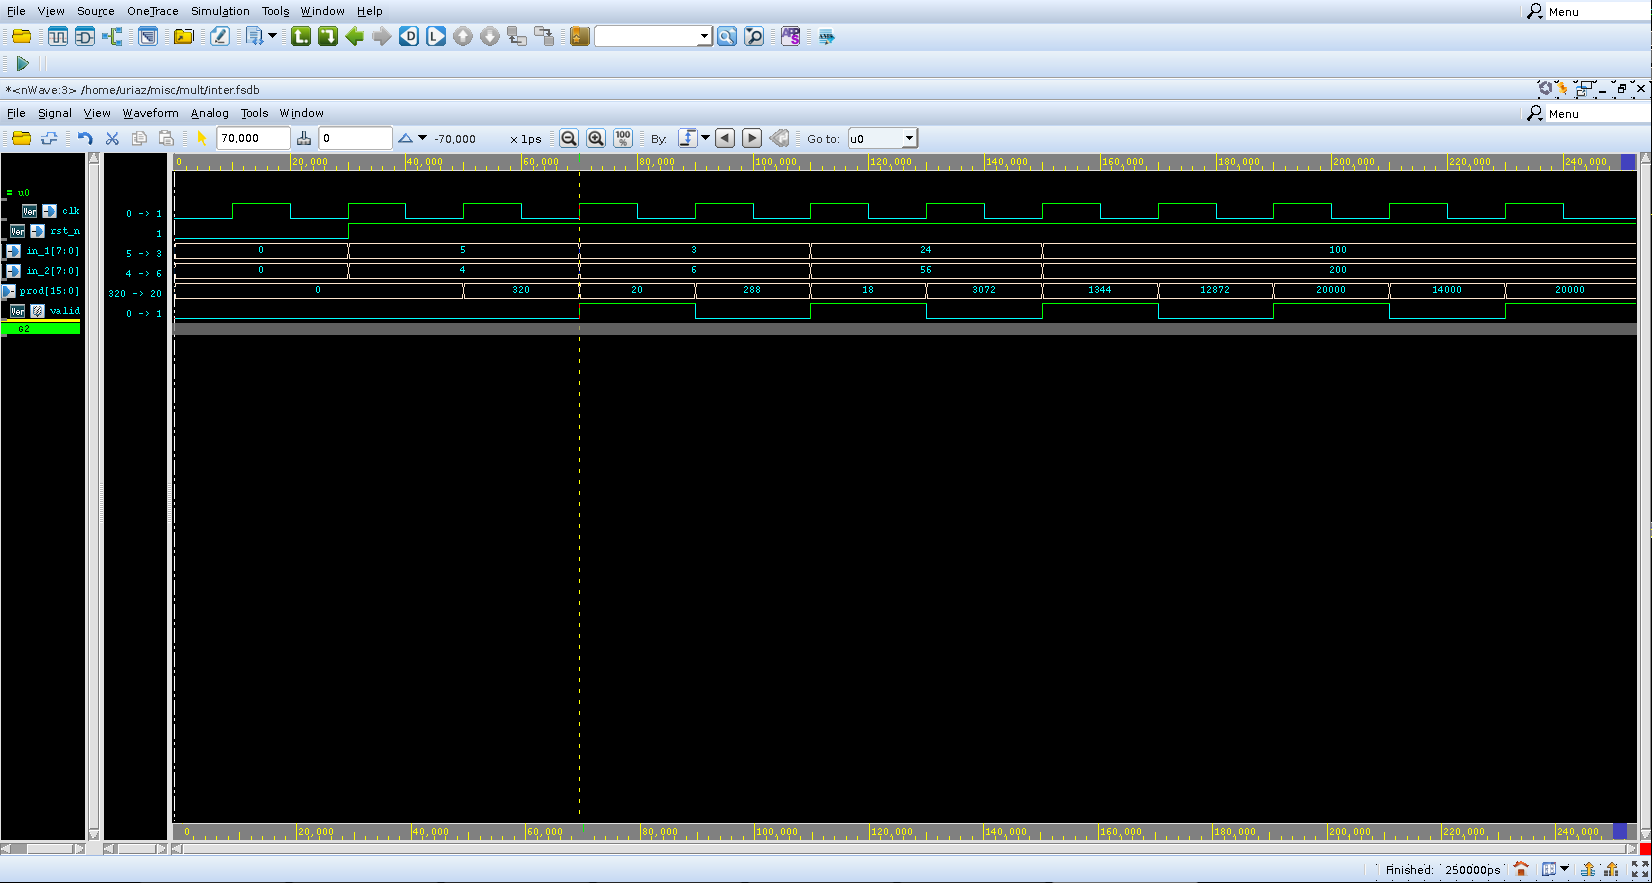 File View Source OneTrace Simulation Tools Window Help Menu
*<nWave:3> /home/uriaz/misc/mult/inter.fsdb
File Signal View Waveform Analog Tools Window Menu
70,000 0 -70,000 x 1ps 100% By: Go to: u0
0 20,000 40,000 60,000 80,000 100,000 120,000 140,000 160,000 180,000 200,000 220,000 240,000
= u0
Ver clk 0 -> 1
Ver rst_n 1
in_1[7:0] 5 -> 3 0 5 3 24 100
in_2[7:0] 4 -> 6 0 4 6 56 200
prod[15:0] 320 -> 20 0 320 20 288 18 3072 1344 12872 20000 14000 20000
Ver valid 0 -> 1
G2
0 20,000 40,000 60,000 80,000 100,000 120,000 140,000 160,000 180,000 200,000 220,000 240,000
Finished: 250000ps